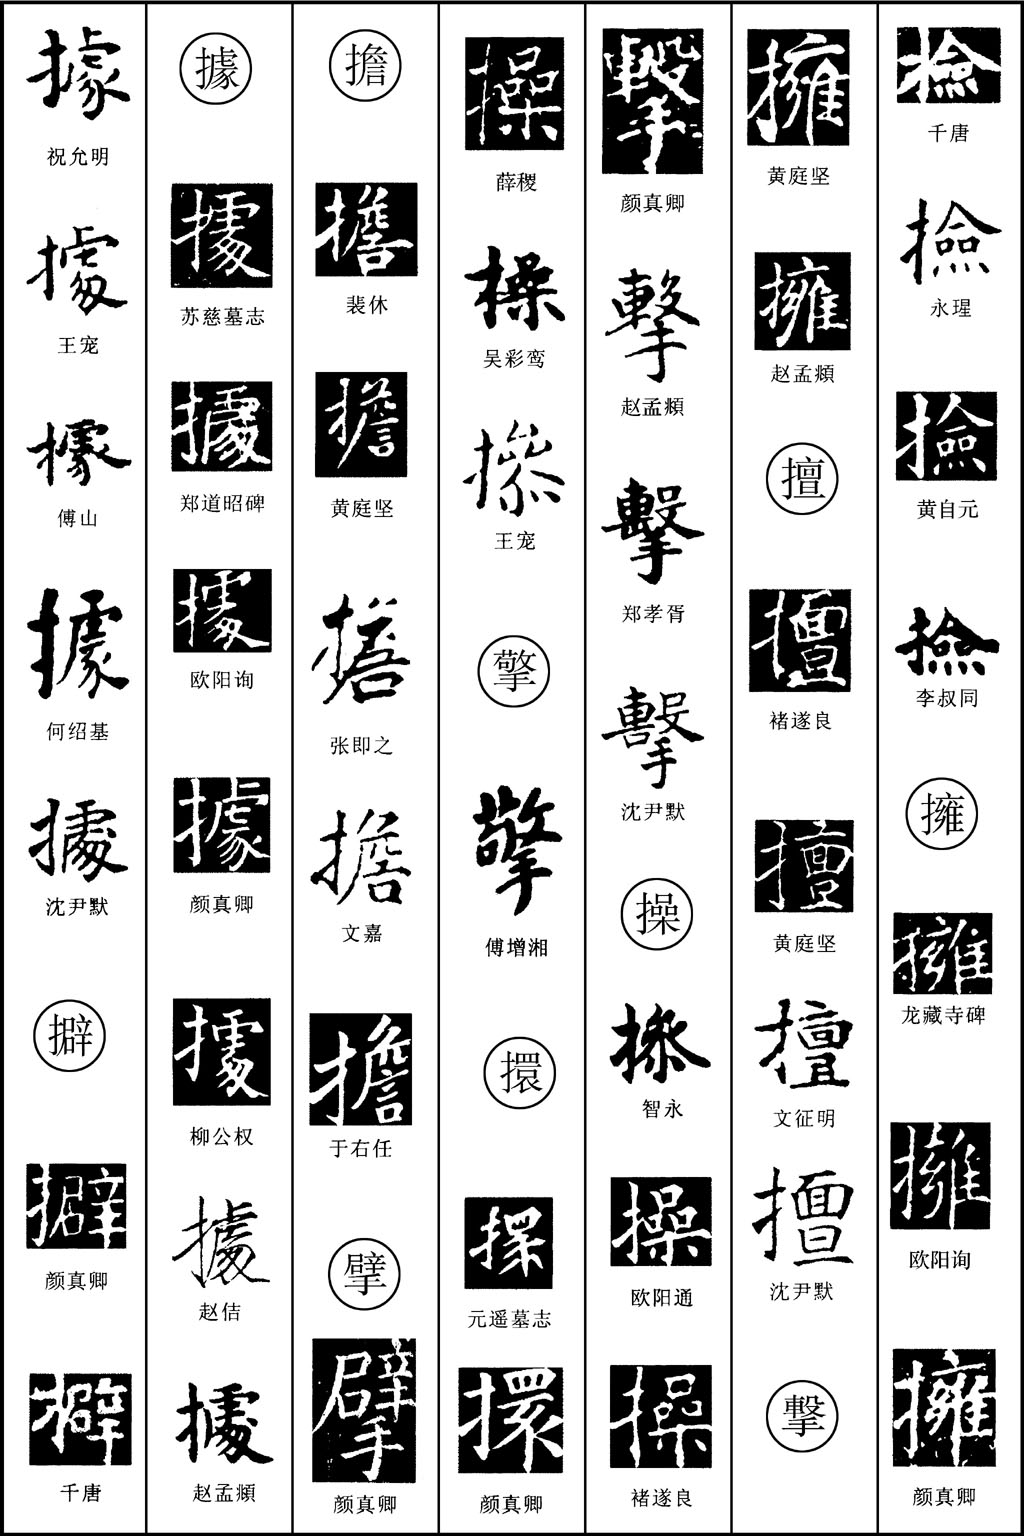 撿
千唐
撿
永瑆
撿
黄自元
撿
李叔同
擁
擁
龙藏寺碑
擁
欧阳询
擁
颜真卿
擁
黄庭坚
擁
赵孟頫
擅
擅
褚遂良
擅
黄庭坚
擅
文征明
擅
沈尹默
擊
擊
颜真卿
擊
赵孟頫
擊
郑孝胥
擊
沈尹默
操
操
智永
操
欧阳通
操
褚遂良
操
薛稷
操
吴彩鸾
操
王宠
擎
擎
傅增湘
擐
擐
元遥墓志
擐
颜真卿
擔
擔
裴休
擔
黄庭坚
擔
张即之
擔
文嘉
擔
于右任
擘
擘
颜真卿
據
據
苏慈墓志
據
郑道昭碑
據
欧阳询
據
颜真卿
據
柳公权
據
赵佶
據
赵孟頫
據
祝允明
據
王宠
據
傅山
據
何绍基
據
沈尹默
擗
擗
颜真卿
擗
千唐